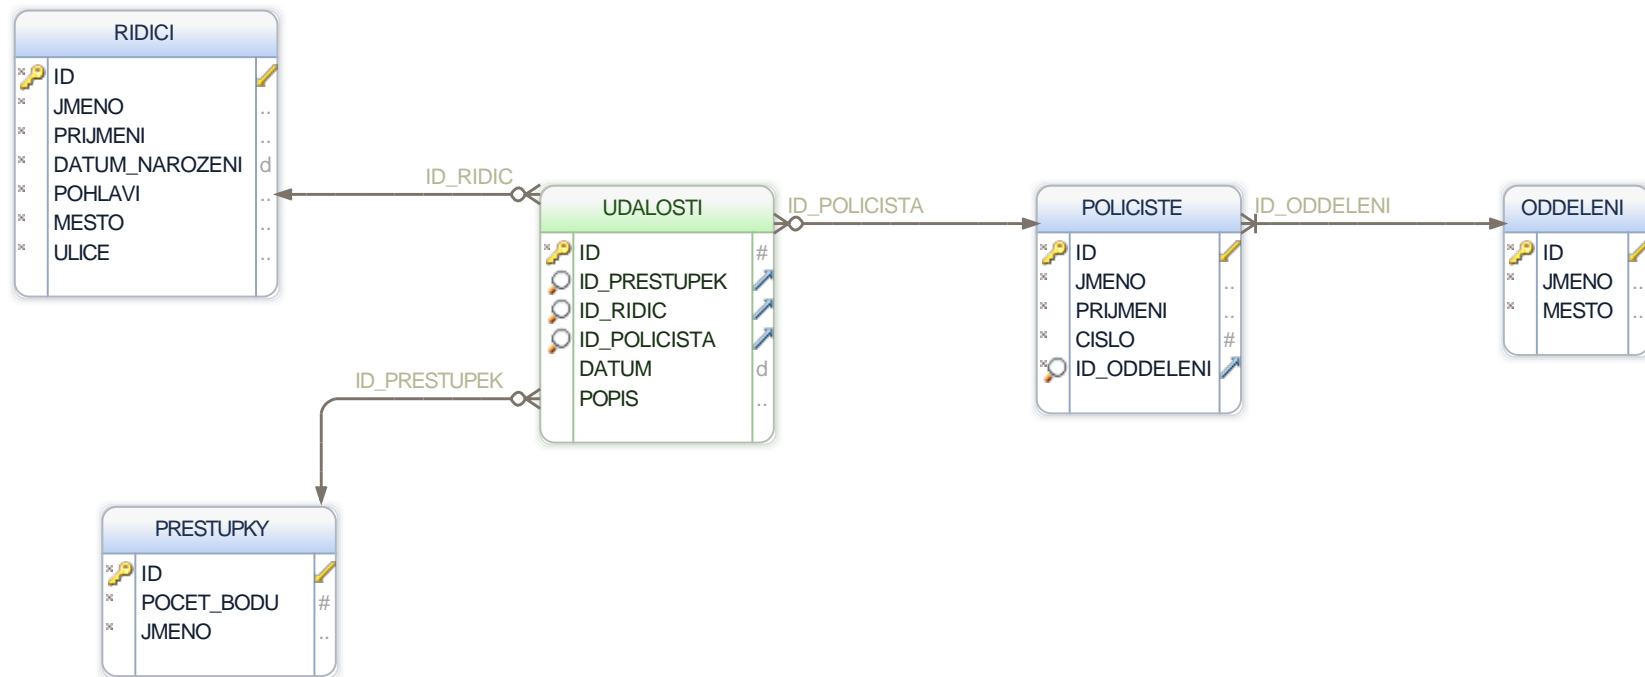 RIDICI
ID
JMENO
..
PRIJMENI
..
DATUM_NAROZENI
d
POHLAVI
..
MESTO
..
ULICE
..
ID_RIDIC
UDALOSTI
ID
#
ID_PRESTUPEK
ID_RIDIC
ID_POLICISTA
DATUM
d
POPIS
..
ID_POLICISTA
POLICISTE
ID
JMENO
..
PRIJMENI
..
CISLO
#
ID_ODDELENI
ID_ODDELENI
ODDELENI
ID
JMENO
..
MESTO
..
ID_PRESTUPEK
PRESTUPKY
ID
POCET_BODU
#
JMENO
..